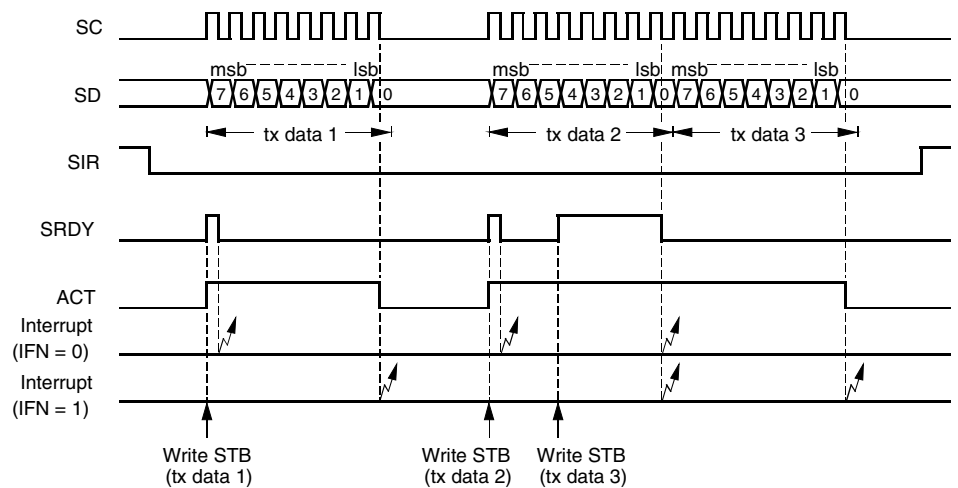 SC
msb lsb msb lsb msb lsb
SD 7 6 5 4 3 2 1 0 7 6 5 4 3 2 1 0 7 6 5 4 3 2 1 0
tx data 1 tx data 2 tx data 3
SIR
SRDY
ACT
Interrupt
(IFN = 0)
Interrupt
(IFN = 1)
Write STB Write STB Write STB
(tx data 1) (tx data 2) (tx data 3)